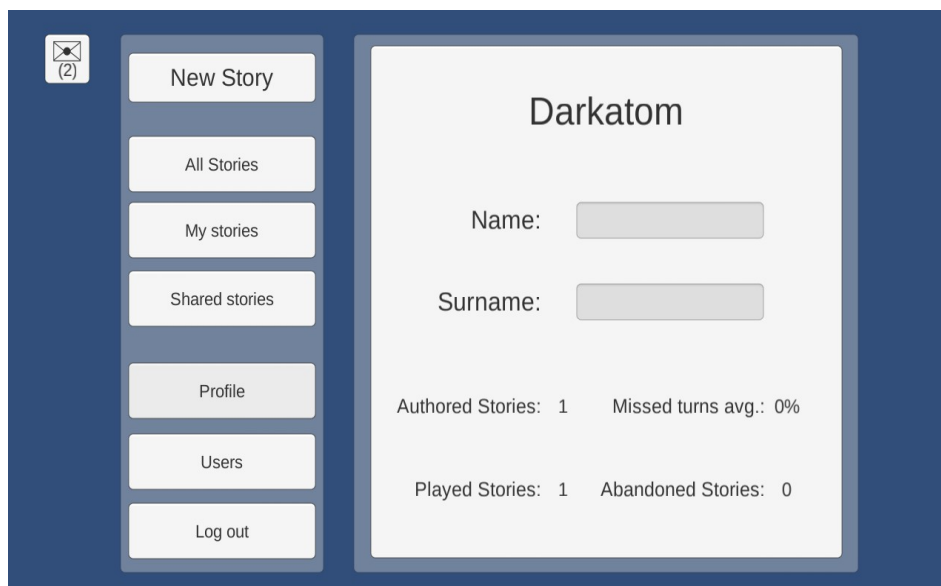 (2)
New Story
All Stories
My stories
Shared stories
Profile
Users
Log out
Darkatom
Name:
Surname:
Authored Stories: 1 Missed turns avg.: 0%
Played Stories: 1 Abandoned Stories: 0